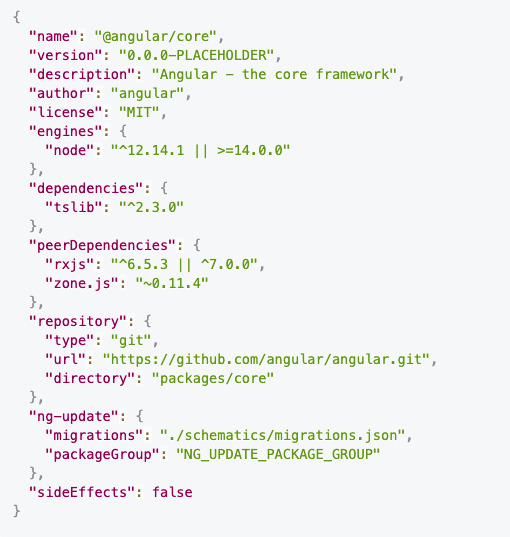 {
  "name": "@angular/core",
  "version": "0.0.0-PLACEHOLDER",
  "description": "Angular - the core framework",
  "author": "angular",
  "license": "MIT",
  "engines": {
    "node": "^12.14.1 || >=14.0.0"
  },
  "dependencies": {
    "tslib": "^2.3.0"
  },
  "peerDependencies": {
    "rxjs": "^6.5.3 || ^7.0.0",
    "zone.js": "~0.11.4"
  },
  "repository": {
    "type": "git",
    "url": "https://github.com/angular/angular.git",
    "directory": "packages/core"
  },
  "ng-update": {
    "migrations": "./schematics/migrations.json",
    "packageGroup": "NG_UPDATE_PACKAGE_GROUP"
  },
  "sideEffects": false
}